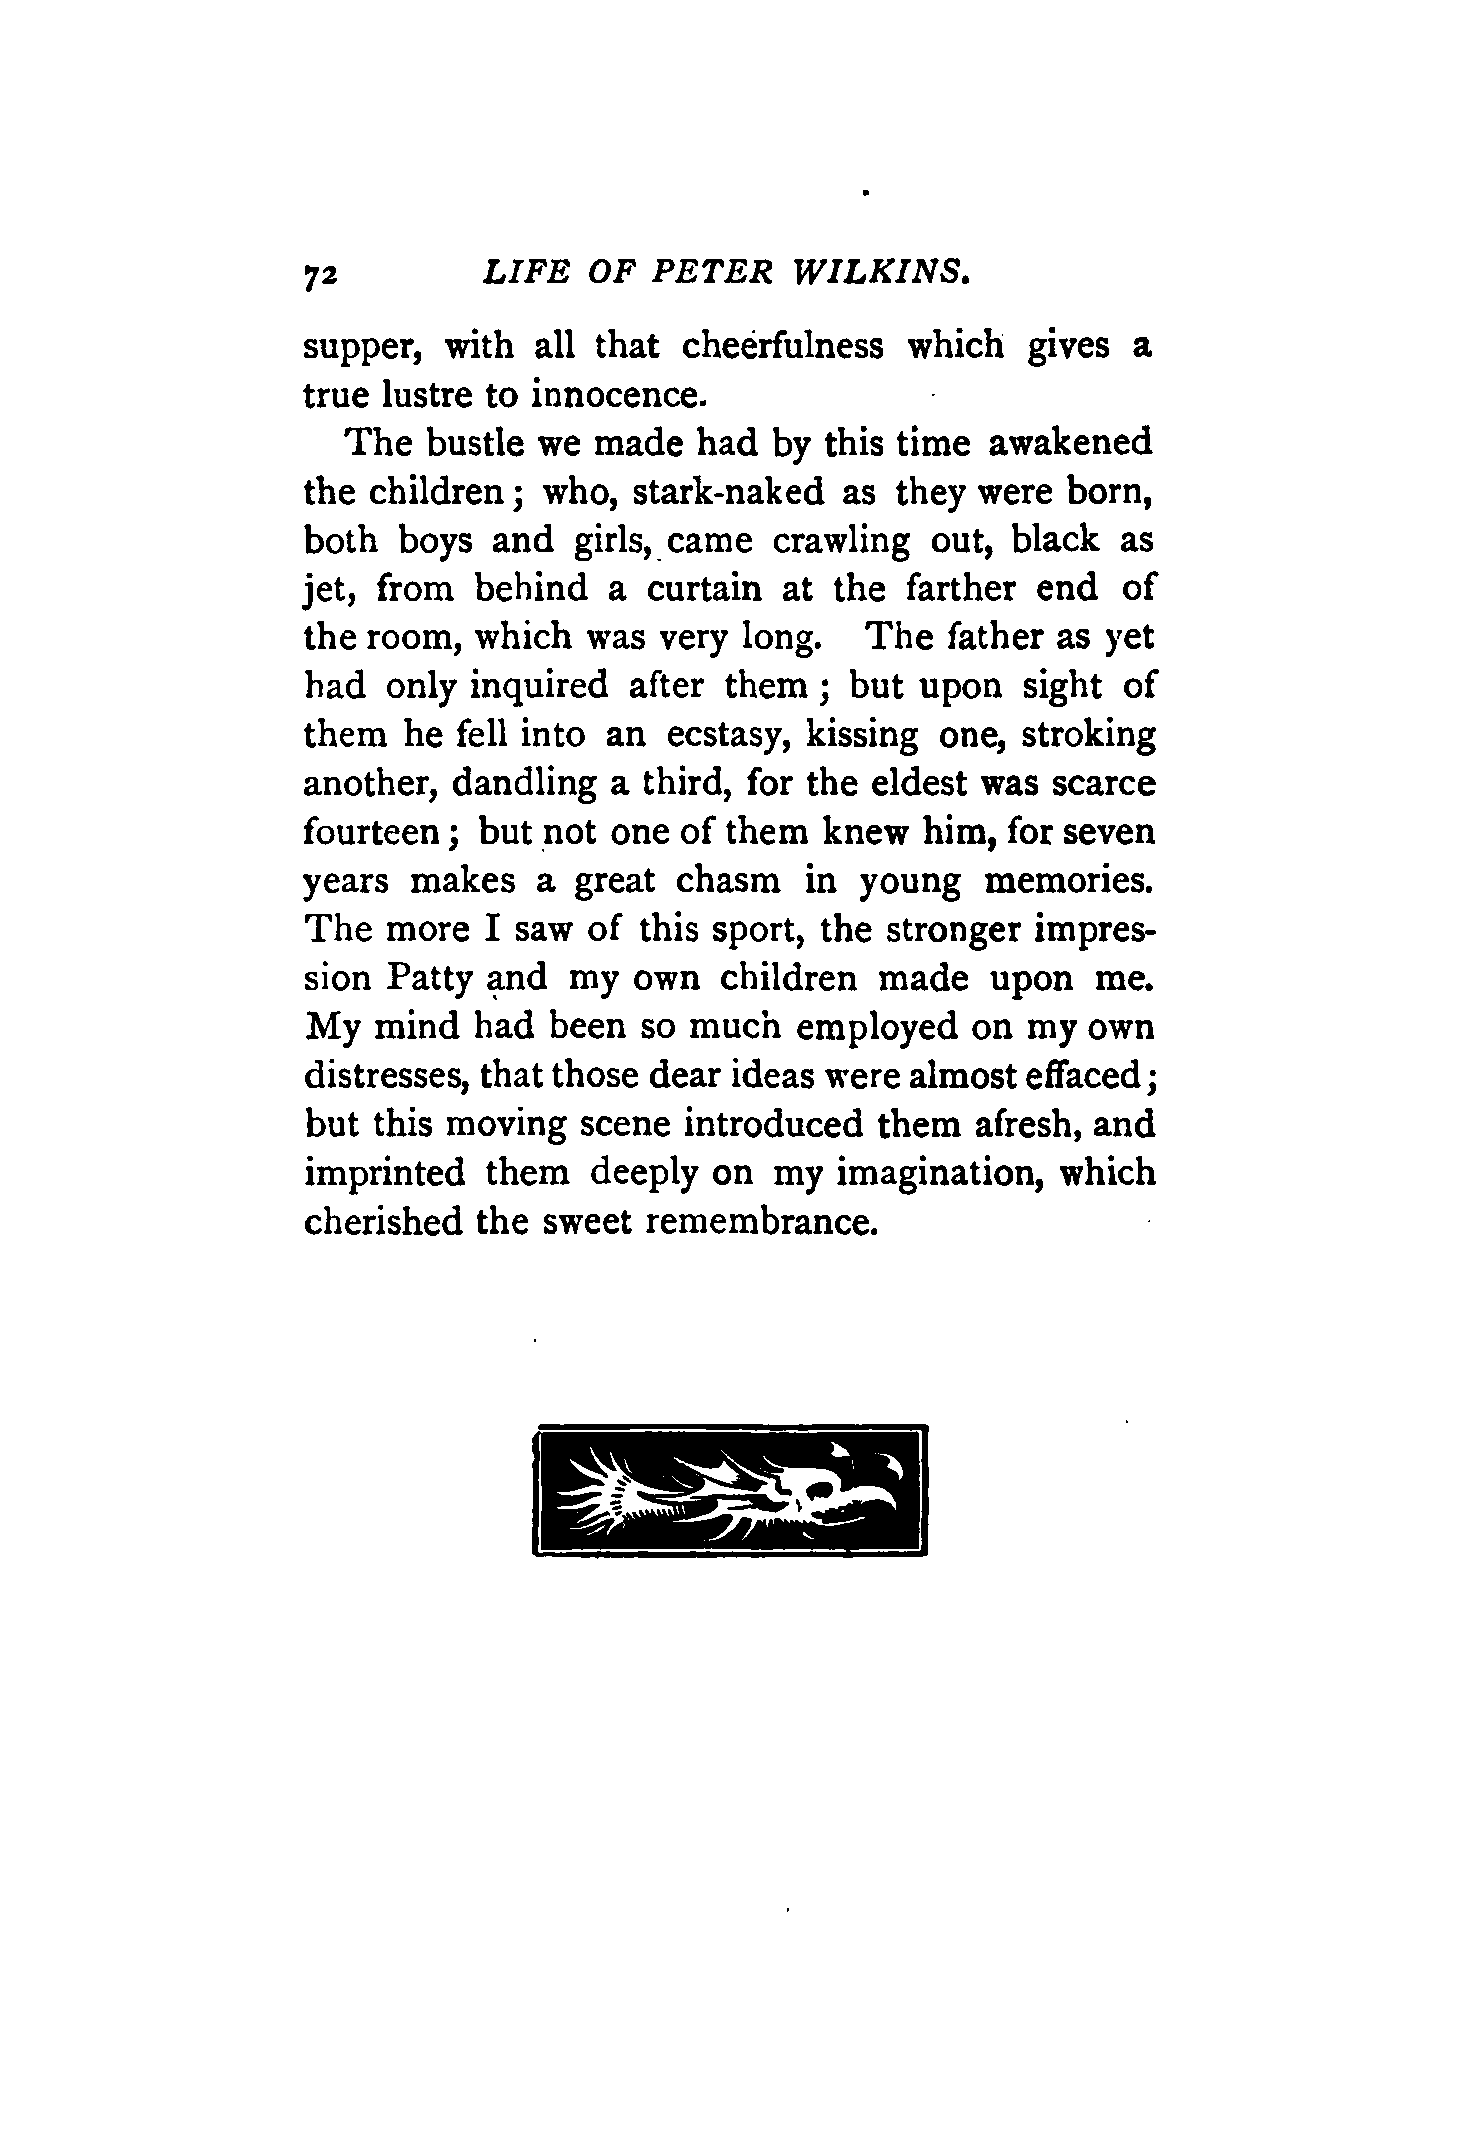 72 LIFE OF PETER WILKINS.
supper, with all that cheerfulness which gives a
true lustre to innocence.
The bustle we made had by this time awakened
the children; who, stark-naked as they were born,
both boys and girls, came crawling out, black as
jet, from behind a curtain at the farther end of
the room, which was very long. The father as yet
had only inquired after them; but upon sight of
them he fell into an ecstasy, kissing one, stroking
another, dandling a third, for the eldest was scarce
fourteen; but not one of them knew him, for seven
years makes a great chasm in young memories.
The more I saw of this sport, the stronger impres-
sion Patty and my own children made upon me.
My mind had been so much employed on my own
distresses, that those dear ideas were almost effaced;
but this moving scene introduced them afresh, and
imprinted them deeply on my imagination, which
cherished the sweet remembrance.